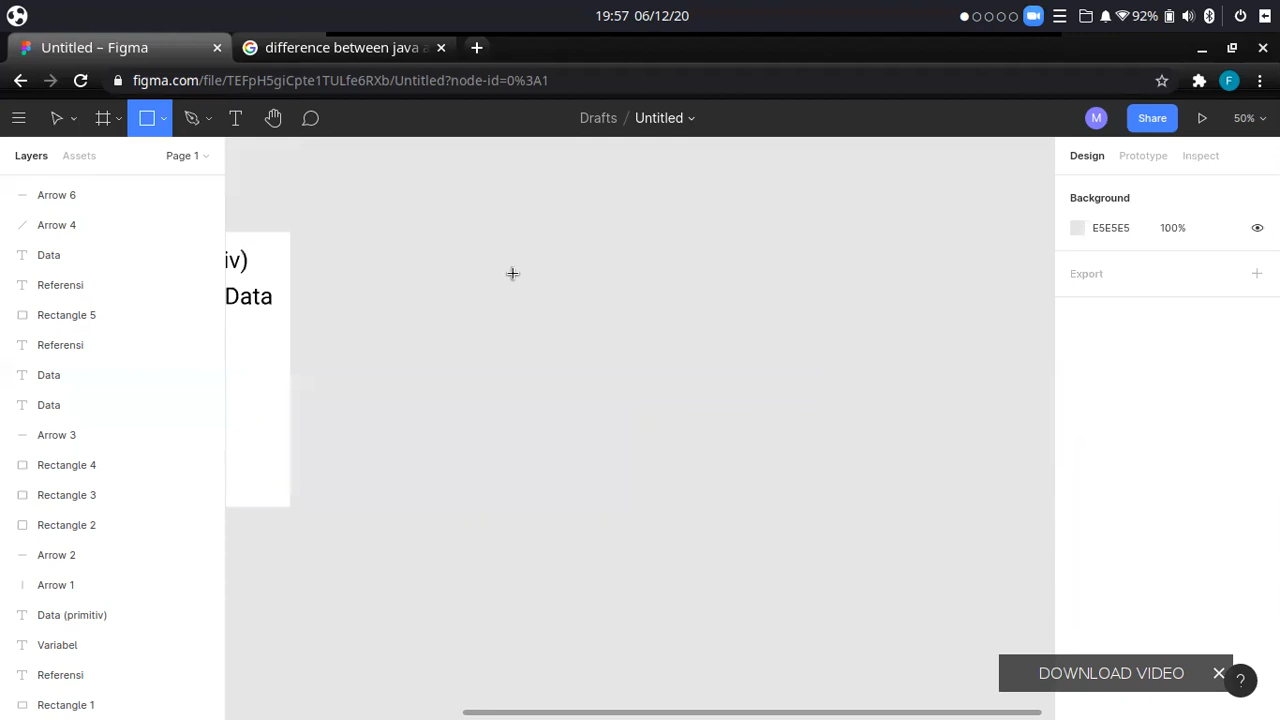 19:57 06/12/20
92%
Untitled – Figma
difference between java a
figma.com/file/TEFpH5giCpte1TULfe6RXb/Untitled?node-id=0%3A1
F
Drafts / Untitled
M
Share
50%
Layers
Assets
Page 1
Design
Prototype
Inspect
Arrow 6
Arrow 4
Data
Referensi
Rectangle 5
Referensi
Data
Data
Arrow 3
Rectangle 4
Rectangle 3
Rectangle 2
Arrow 2
Arrow 1
Data (primitiv)
Variabel
Referensi
Rectangle 1
iv)
Data
Background
E5E5E5
100%
Export
DOWNLOAD VIDEO
?